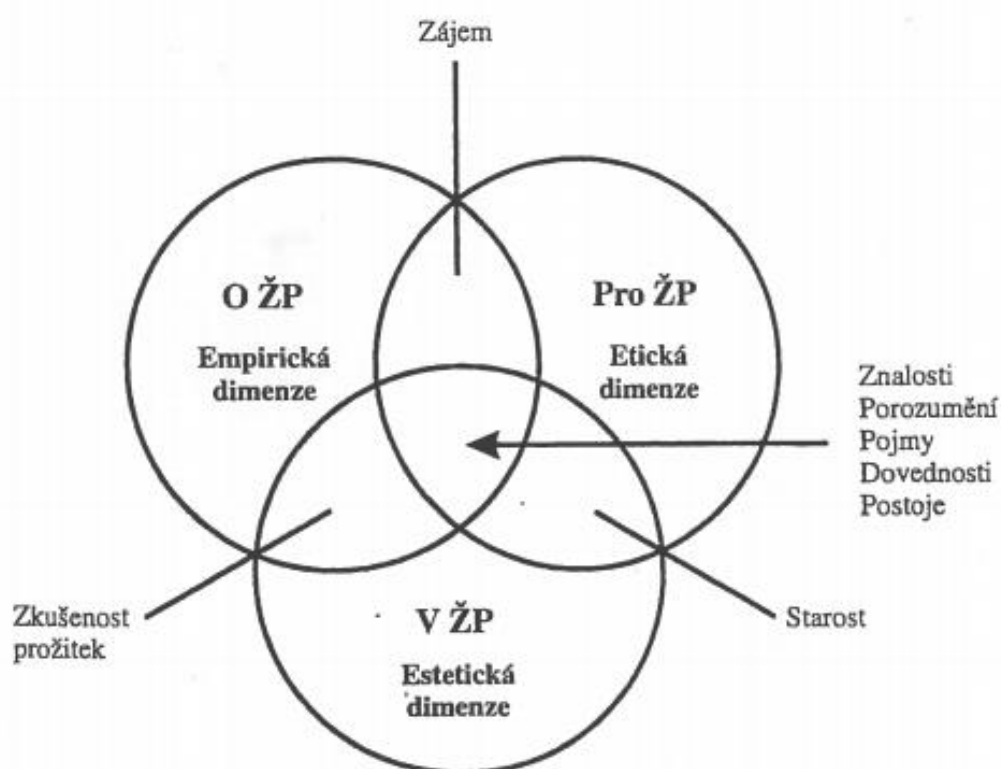 Zájem
O ŽP
Empirická
dimenze
Pro ŽP
Etická
dimenze
Znalosti
Porozumění
Pojmy
Dovednosti
Postoje
Zkušenost
prožitek
V ŽP
Estetická
dimenze
Starost